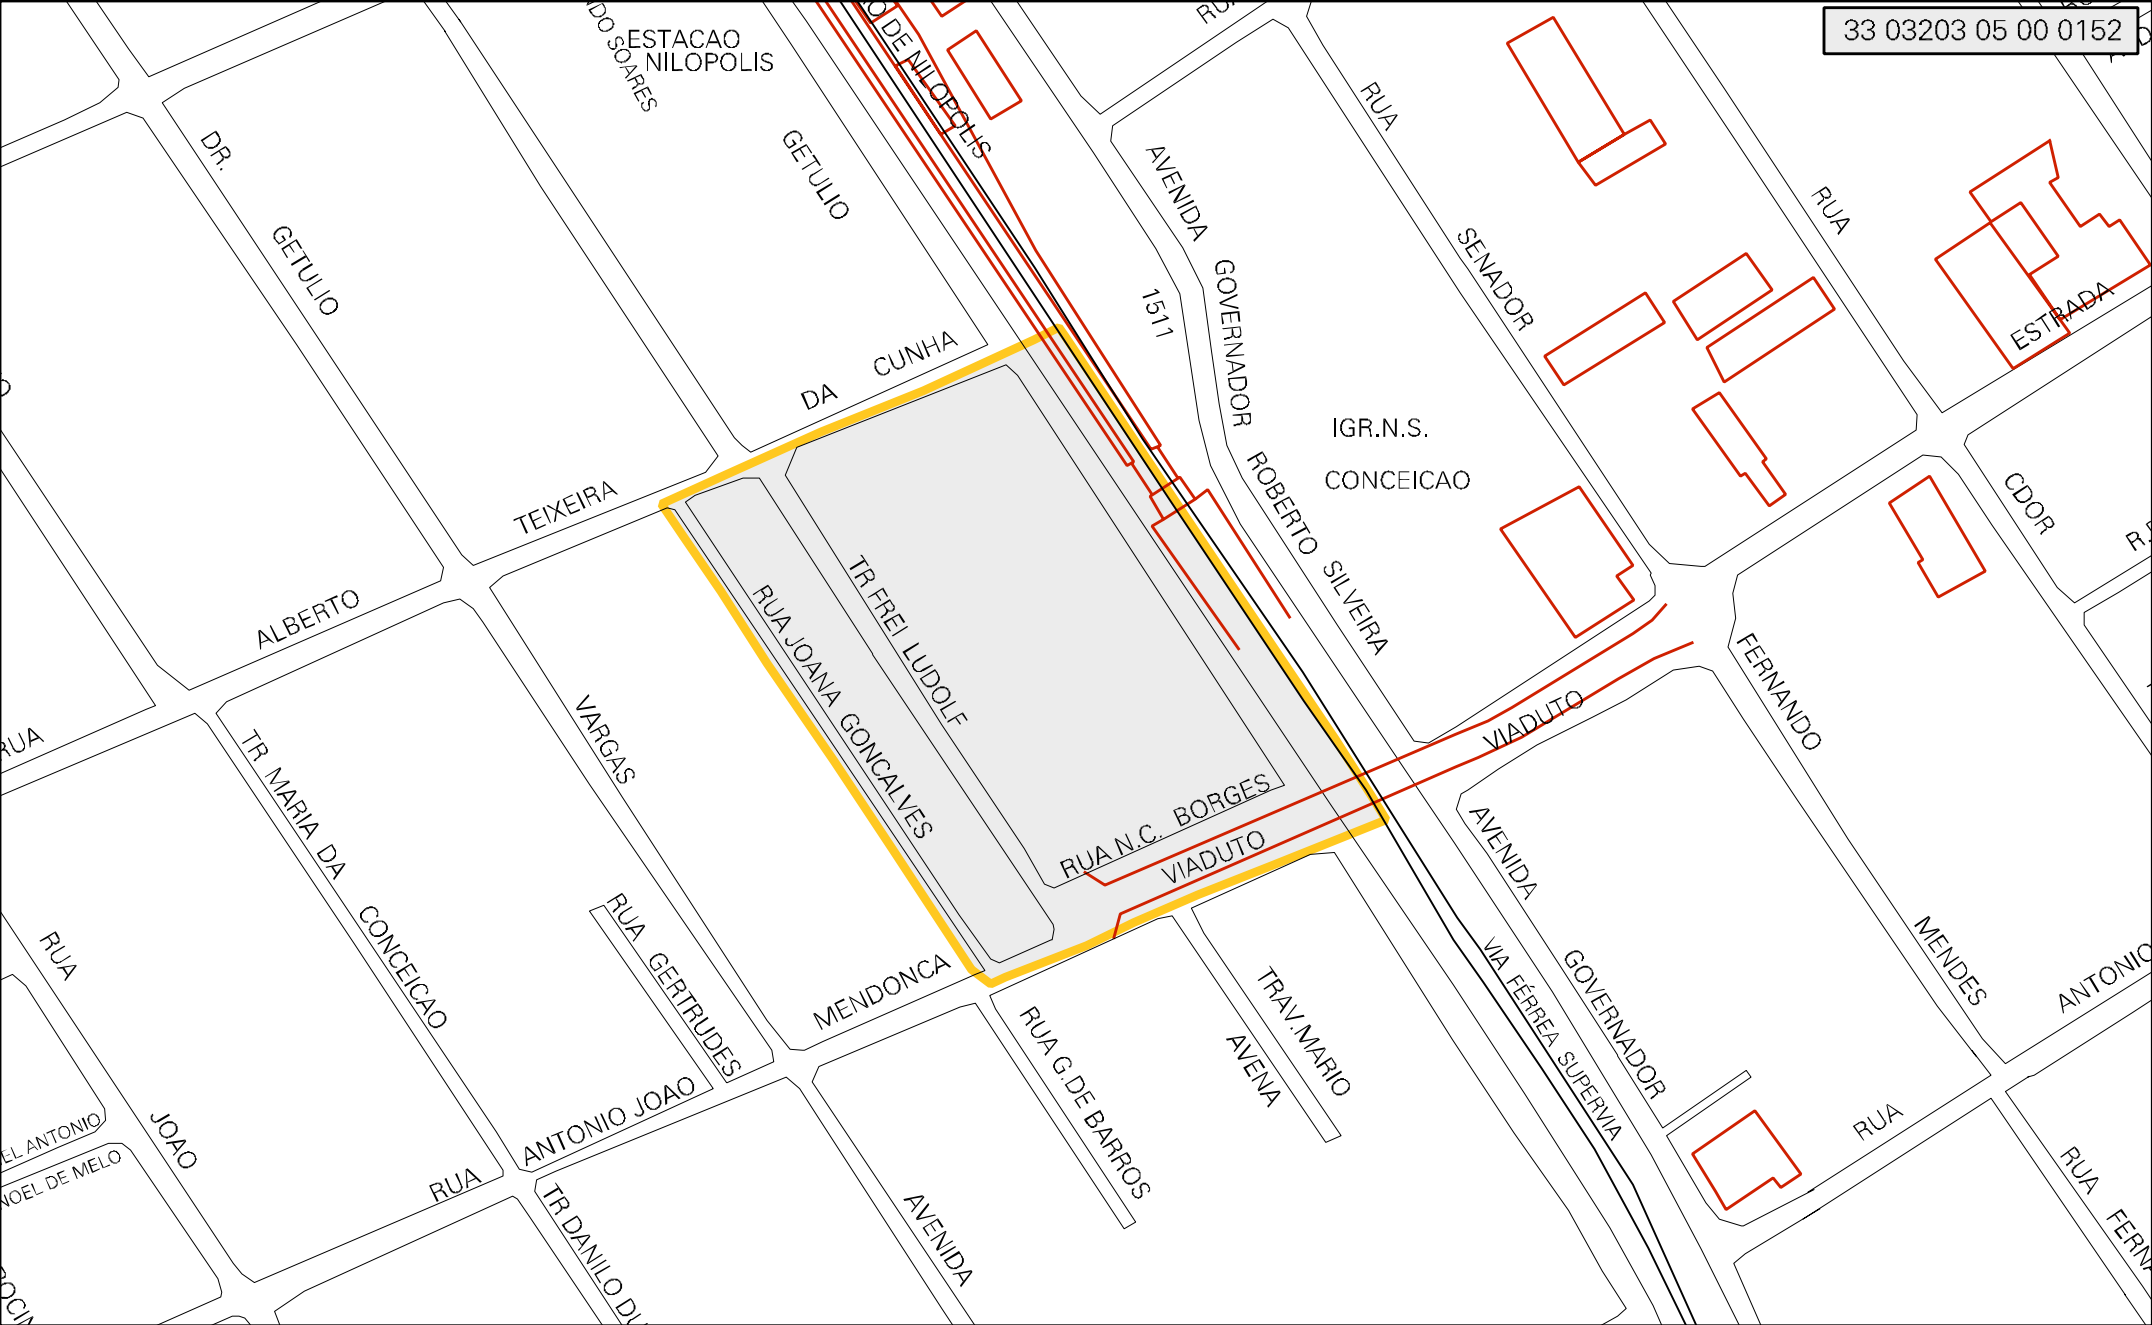 33 03203 05 00 0152
ESTACAO
NILOPOLIS
SOARES
DE NILOPOLIS
DR.
GETULIO
GETULIO
AVENIDA
GOVERNADOR
ROBERTO
SILVEIRA
1511
RUA
SENADOR
RUA
ESTRADA
IGR.N.S.
CONCEICAO
CDOR
TEIXEIRA
DA
CUNHA
ALBERTO
RUA
TR FREI LUDOLF
RUA JOANA GONCALVES
RUA N.C. BORGES
VIADUTO
VIADUTO
FERNANDO
MENDES
ANTONIO
VARGAS
TR MARIA DA
CONCEICAO
RUA GERTRUDES
MENDONCA
ANTONIO JOAO
RUA
RUA
JOAO
EL ANTONIO
NOEL DE MELO
TR DANILO
AVENIDA
RUA G.DE BARROS
TRAV.MARIO
AVENA
AVENIDA
GOVERNADOR
VIA FÉRREA SUPERVIA
RUA
RUA